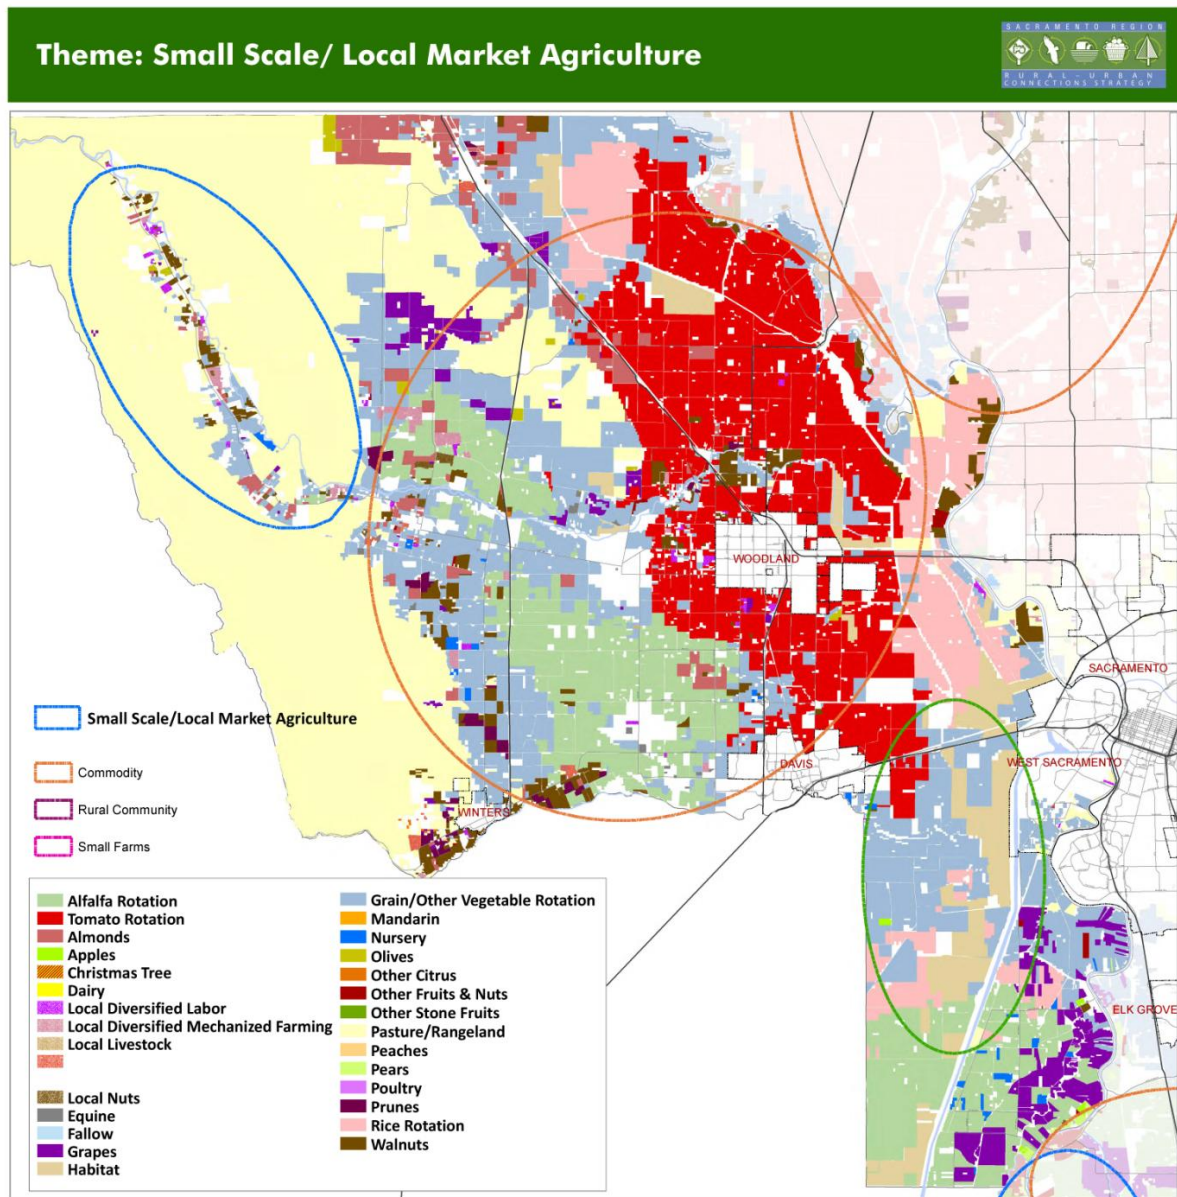 Theme: Small Scale/ Local Market Agriculture
SACRAMENTO REGION
RURAL-URBAN
CONNECTIONS STRATEGY
WOODLAND
SACRAMENTO
Small Scale/Local Market Agriculture
DAVIS
WEST SACRAMENTO
Commodity
Rural Community
WINTERS
Small Farms
Alfalfa Rotation
Tomato Rotation
Almonds
Apples
Christmas Tree
Dairy
Local Diversified Labor
Local Diversified Mechanized Farming
Local Livestock
Local Nuts
Equine
Fallow
Grapes
Habitat
Grain/Other Vegetable Rotation
Mandarin
Nursery
Olives
Other Citrus
Other Fruits & Nuts
Other Stone Fruits
Pasture/Rangeland
Peaches
Pears
Poultry
Prunes
Rice Rotation
Walnuts
ELK GROVE